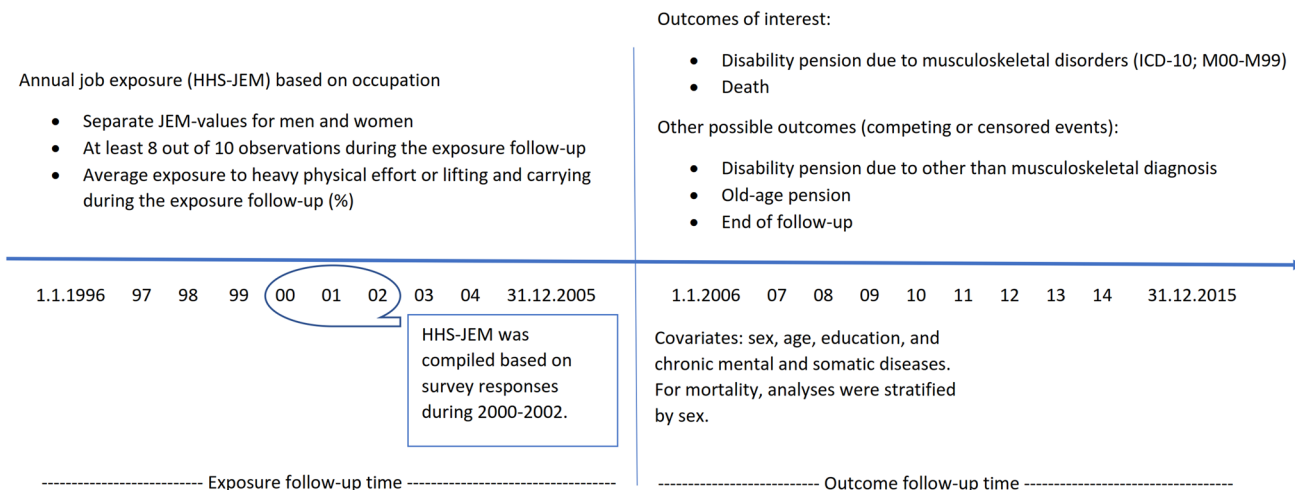 Annual job exposure (HHS-JEM) based on occupation
• Separate JEM-values for men and women
• At least 8 out of 10 observations during the exposure follow-up
• Average exposure to heavy physical effort or lifting and carrying
during the exposure follow-up (%)
Outcomes of interest:
• Disability pension due to musculoskeletal disorders (ICD-10; M00-M99)
• Death
Other possible outcomes (competing or censored events):
• Disability pension due to other than musculoskeletal diagnosis
• Old-age pension
• End of follow-up
1.1.1996 97 98 99 00 01 02 03 04 31.12.2005
1.1.2006 07 08 09 10 11 12 13 14 31.12.2015
HHS-JEM was
compiled based on
survey responses
during 2000-2002.
Covariates: sex, age, education, and
chronic mental and somatic diseases.
For mortality, analyses were stratified
by sex.
-------------------------- Exposure follow-up time ----------------------------------
-------------------------- Outcome follow-up time ----------------------------------